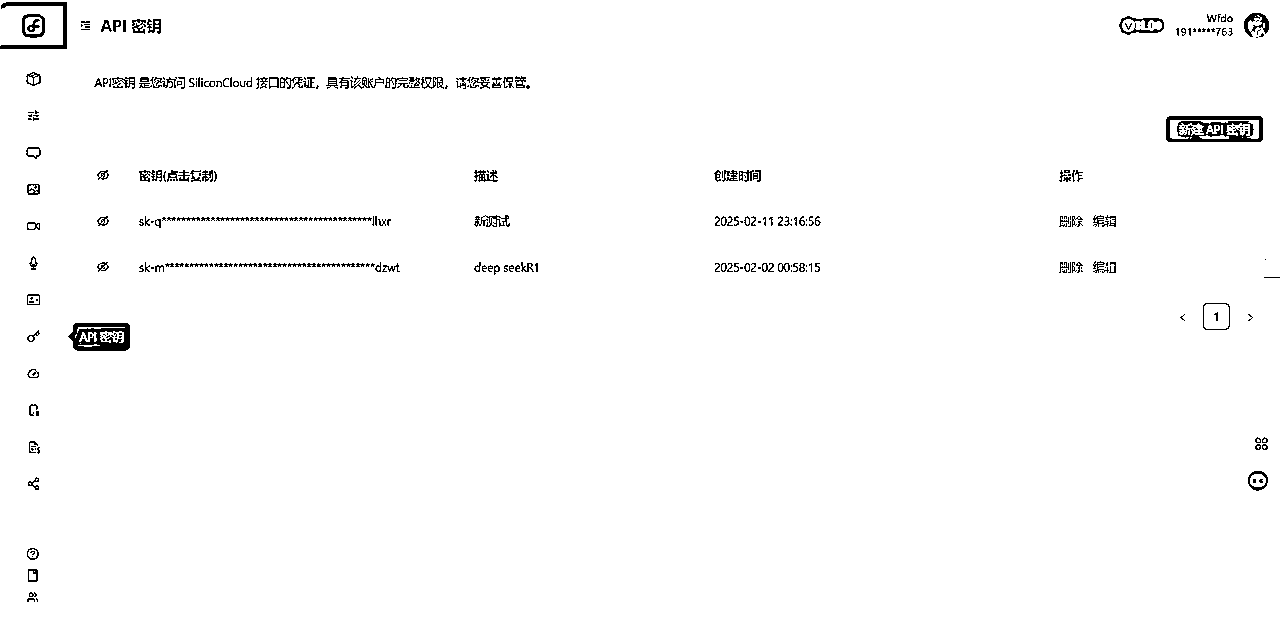 API 密钥
Wfdo
191*****763
API密钥 是您访问 SiliconCloud 接口的凭证，具有该账户的完整权限，请您妥善保管。
新建 API 密钥
密钥(点击复制) 描述 创建时间 操作
sk-q********************************************lhxr 新测试 2025-02-11 23:16:56 删除 编辑
sk-m********************************************dzwt deep seekR1 2025-02-02 00:58:15 删除 编辑
< 1 >
API 密钥